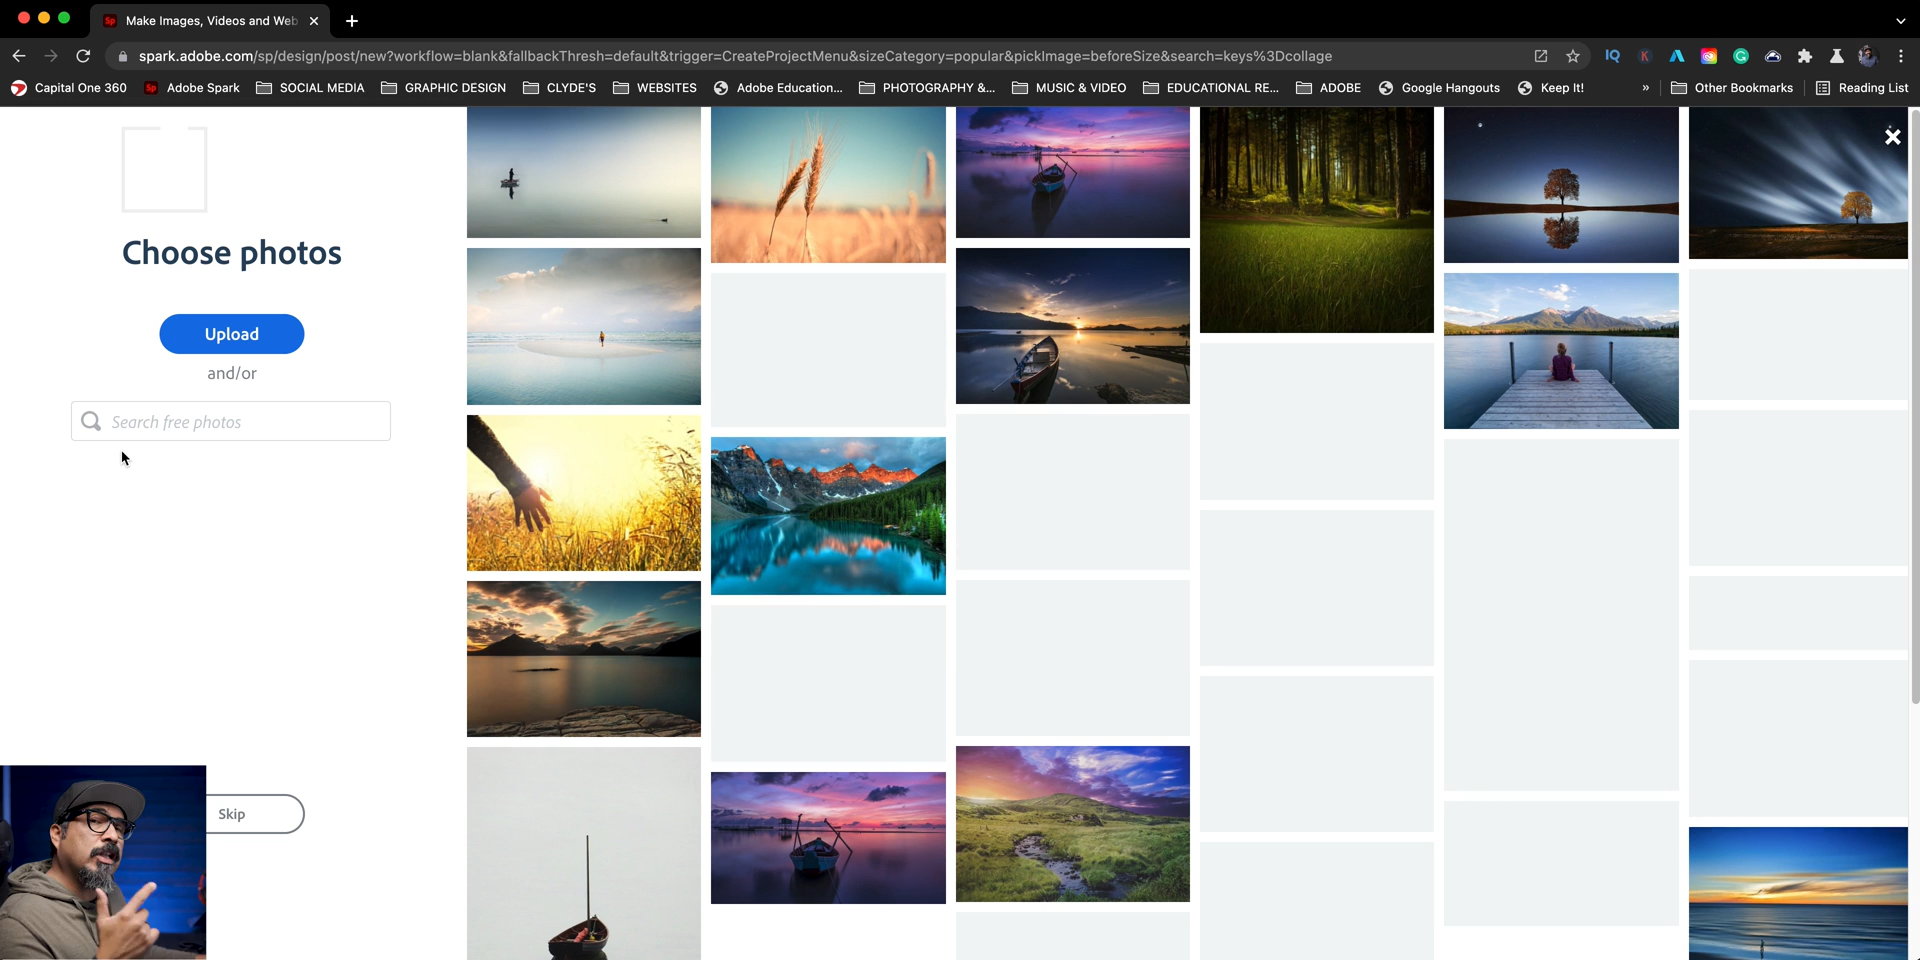 Sp Make Images, Videos and Web
spark.adobe.com/sp/design/post/new?workflow=blank&fallbackThresh=default&trigger=CreateProjectMenu&sizeCategory=popular&pickImage=beforeSize&search=keys%3Dcollage
IQ K
Capital One 360 Sp Adobe Spark SOCIAL MEDIA GRAPHIC DESIGN CLYDE'S WEBSITES Adobe Education... PHOTOGRAPHY &... MUSIC & VIDEO EDUCATIONAL RE... ADOBE Google Hangouts Keep It! » Other Bookmarks Reading List
Choose photos
Upload
and/or
Search free photos
Skip